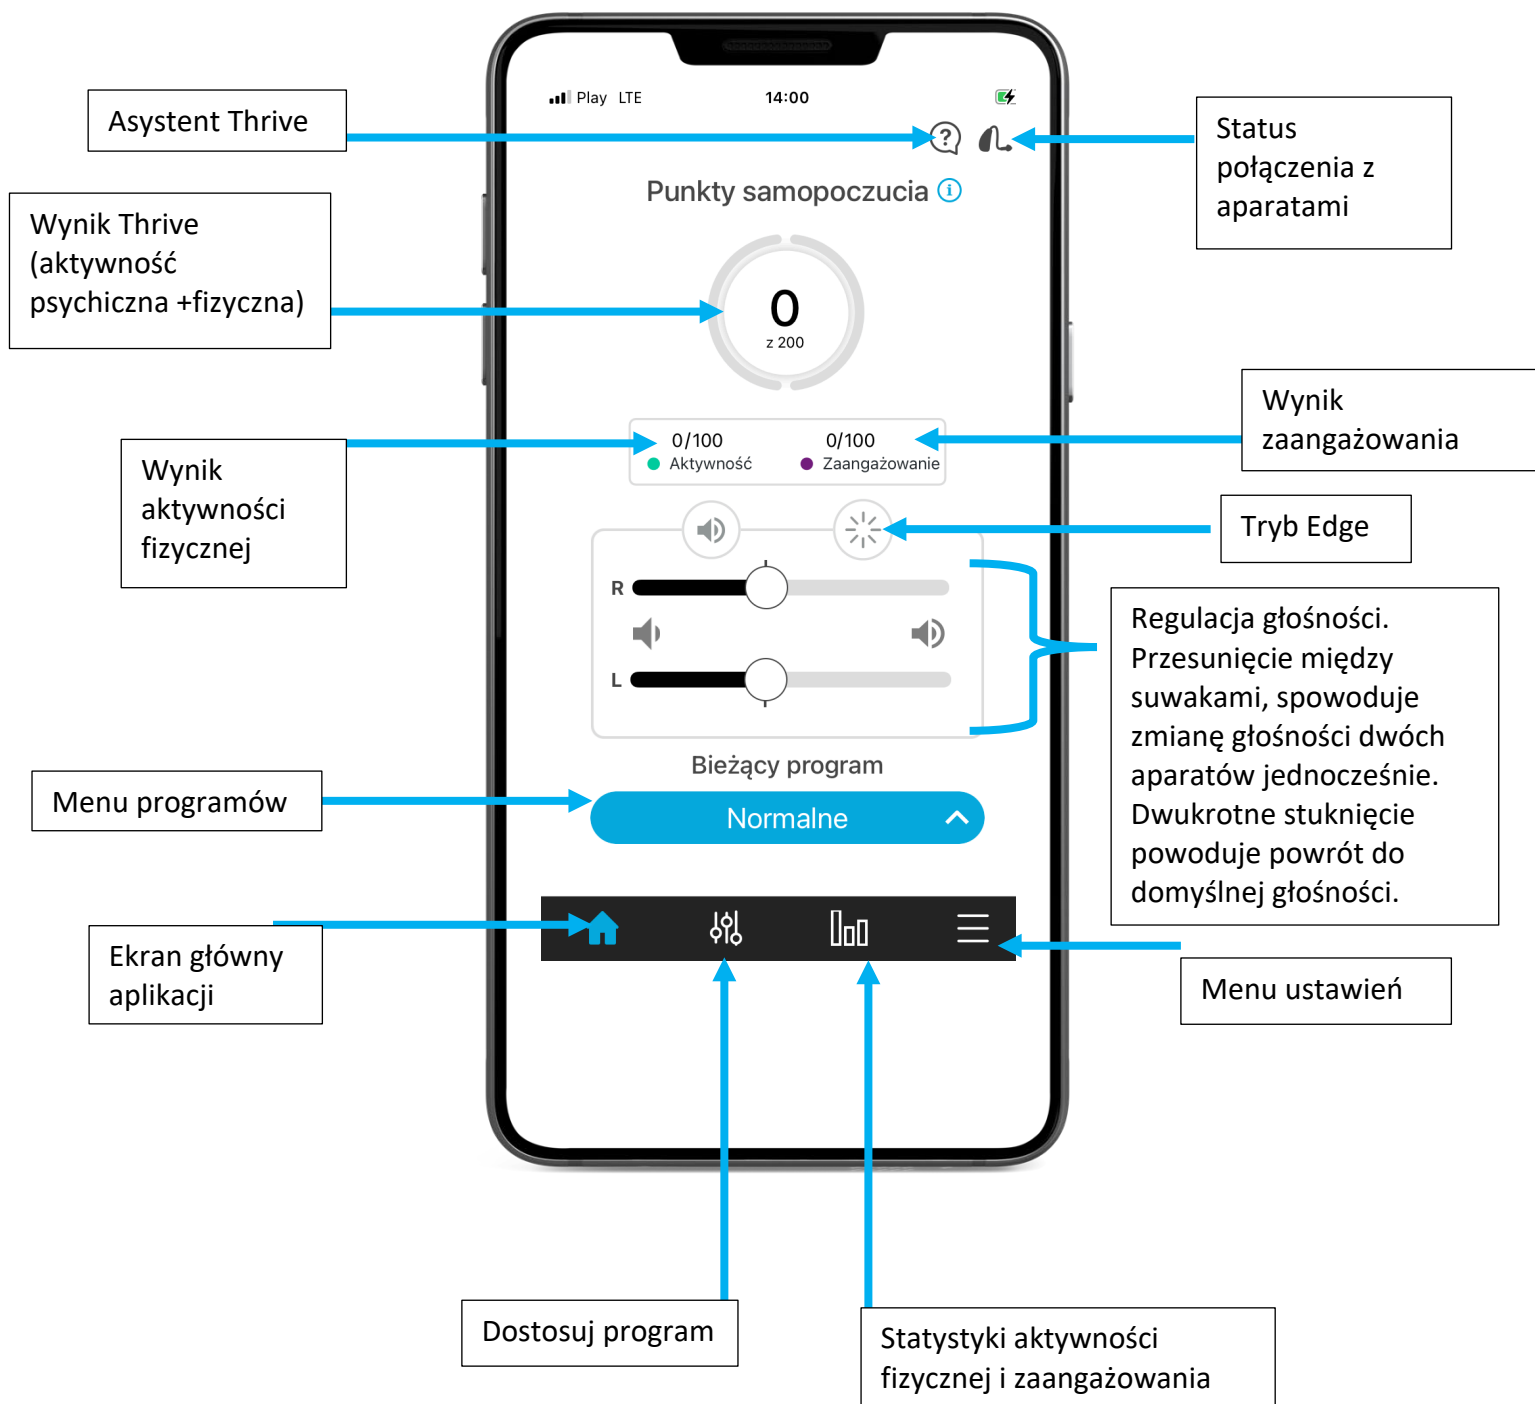 Play LTE
14:00
Asystent Thrive
Status
połączenia z
aparatami
Punkty samopoczucia
Wynik Thrive
(aktywność
psychiczna +fizyczna)
0
z 200
Wynik
zaangażowania
0/100
Aktywność
0/100
Zaangażowanie
Wynik
aktywności
fizycznej
Tryb Edge
R
L
Regulacja głośności.
Przesunięcie między
suwakami, spowoduje
zmianę głośności dwóch
aparatów jednocześnie.
Dwukrotne stuknięcie
powoduje powrót do
domyślnej głośności.
Bieżący program
Menu programów
Normalne
Ekran główny
aplikacji
Menu ustawień
Dostosuj program
Statystyki aktywności
fizycznej i zaangażowania